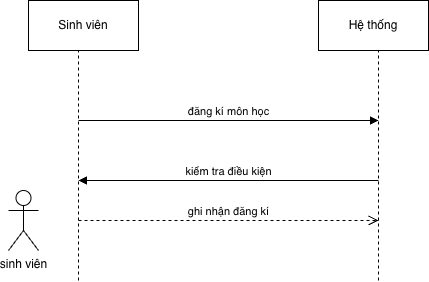 Sinh viên
Hệ thống
đăng kí môn học
kiểm tra điều kiện
ghi nhận đăng kí
sinh viên